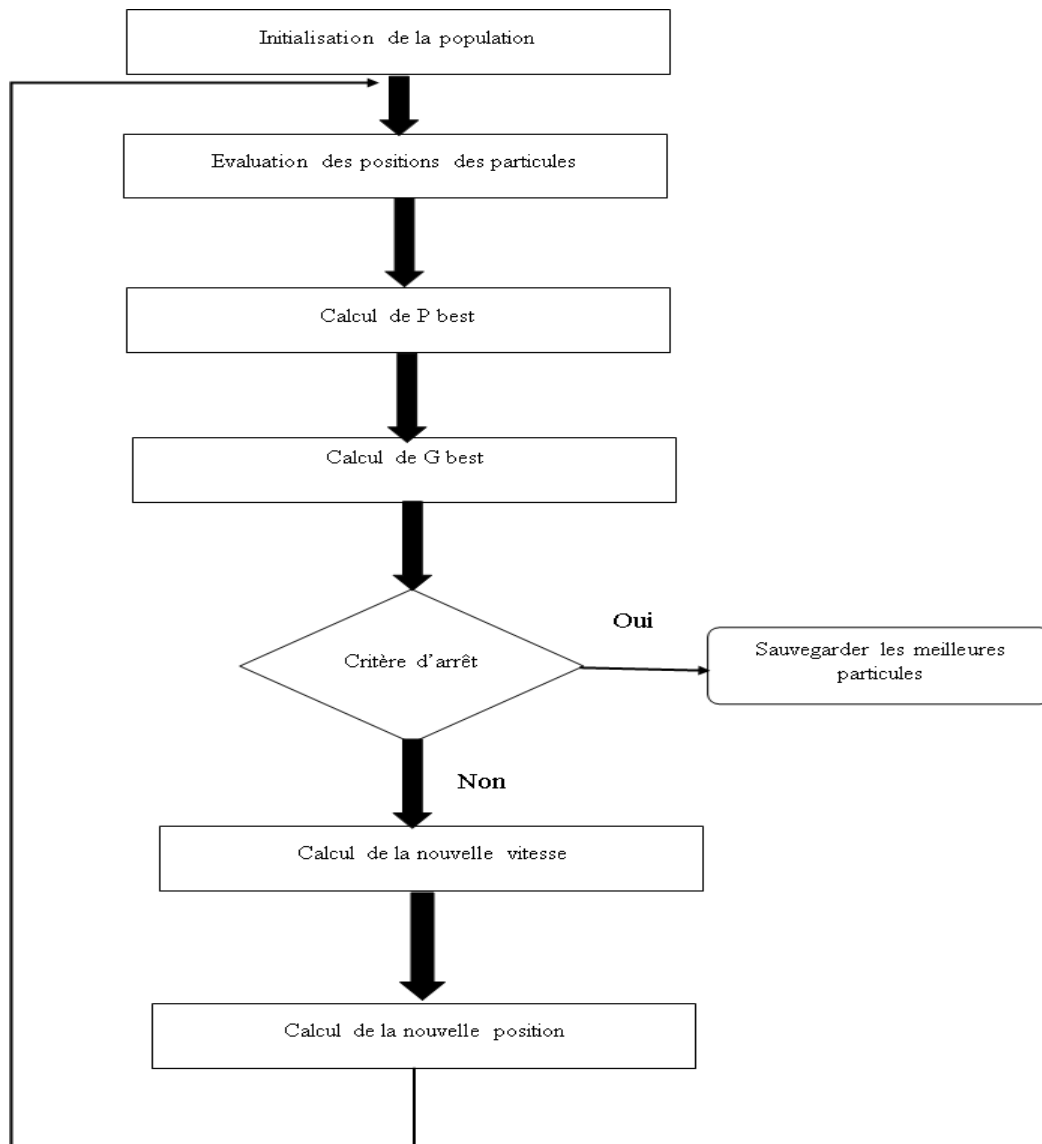 Initialisation de la population
Evaluation des positions des particules
Calcul de P best
Calcul de G best
Critère d'arrêt
Oui
Sauvegarder les meilleures
particules
Non
Calcul de la nouvelle vitesse
Calcul de la nouvelle position